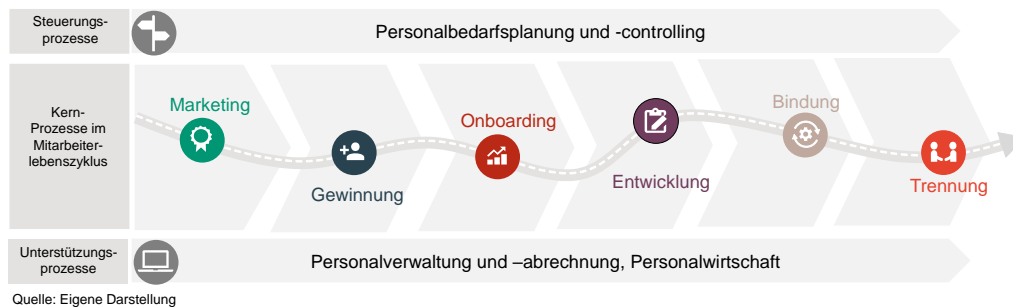 Steuerungs-
prozesse
Personalbedarfsplanung und -controlling
Kern-
Prozesse im
Mitarbeiter-
lebenszyklus
Marketing
Gewinnung
Onboarding
Entwicklung
Bindung
Trennung
Unterstützungs-
prozesse
Personalverwaltung und –abrechnung, Personalwirtschaft
Quelle: Eigene Darstellung